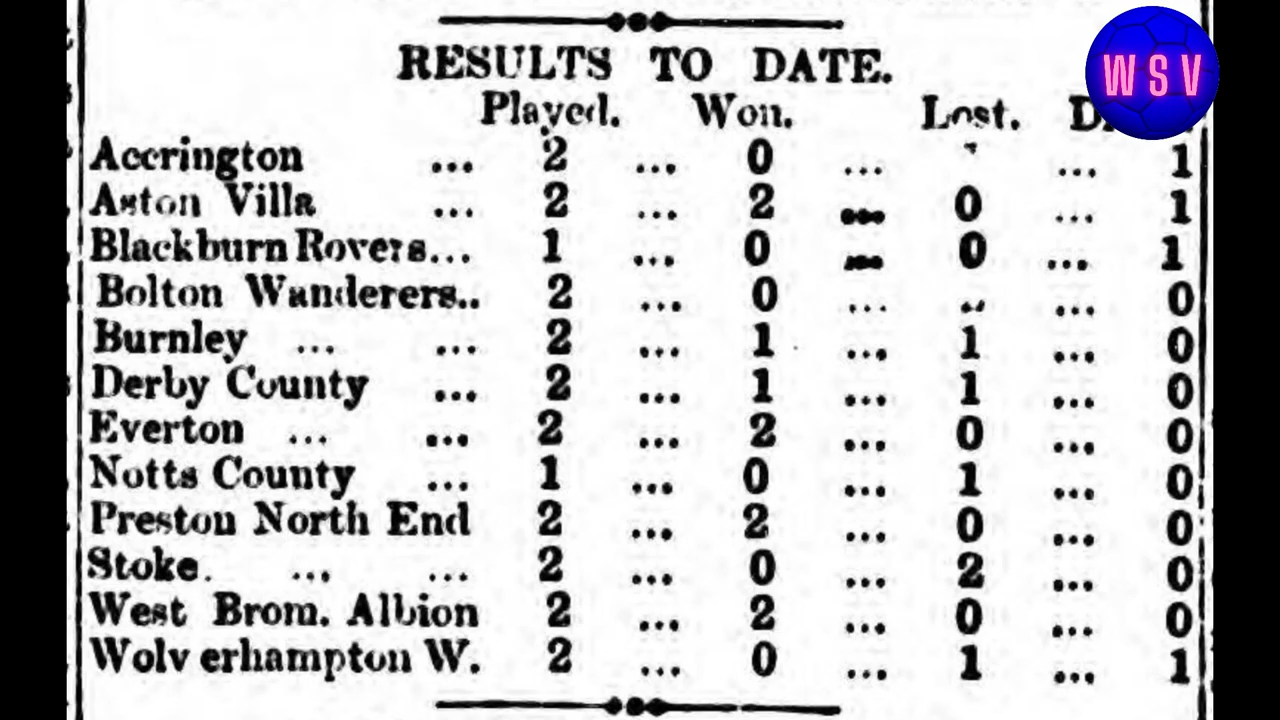 RESULTS TO DATE.
WSV
Played. Won. Lost.
Accrington ... 2 ... 0 ... ... 1
Aston Villa ... 2 ... 2 ... 0 ... 1
Blackburn Rovers... 1 ... 0 ... 0 ... 1
Bolton Wanderers.. 2 ... 0 ... ... 0
Burnley ... ... 2 ... 1 ... 1 ... 0
Derby County ... 2 ... 1 ... 1 ... 0
Everton ... ... 2 ... 2 ... 0 ... 0
Notts County ... 1 ... 0 ... 1 ... 0
Preston North End 2 ... 2 ... 0 ... 0
Stoke. ... ... 2 ... 0 ... 2 ... 0
West Brom. Albion 2 ... 2 ... 0 ... 0
Wolv erhampton W. 2 ... 0 ... 1 ... 1